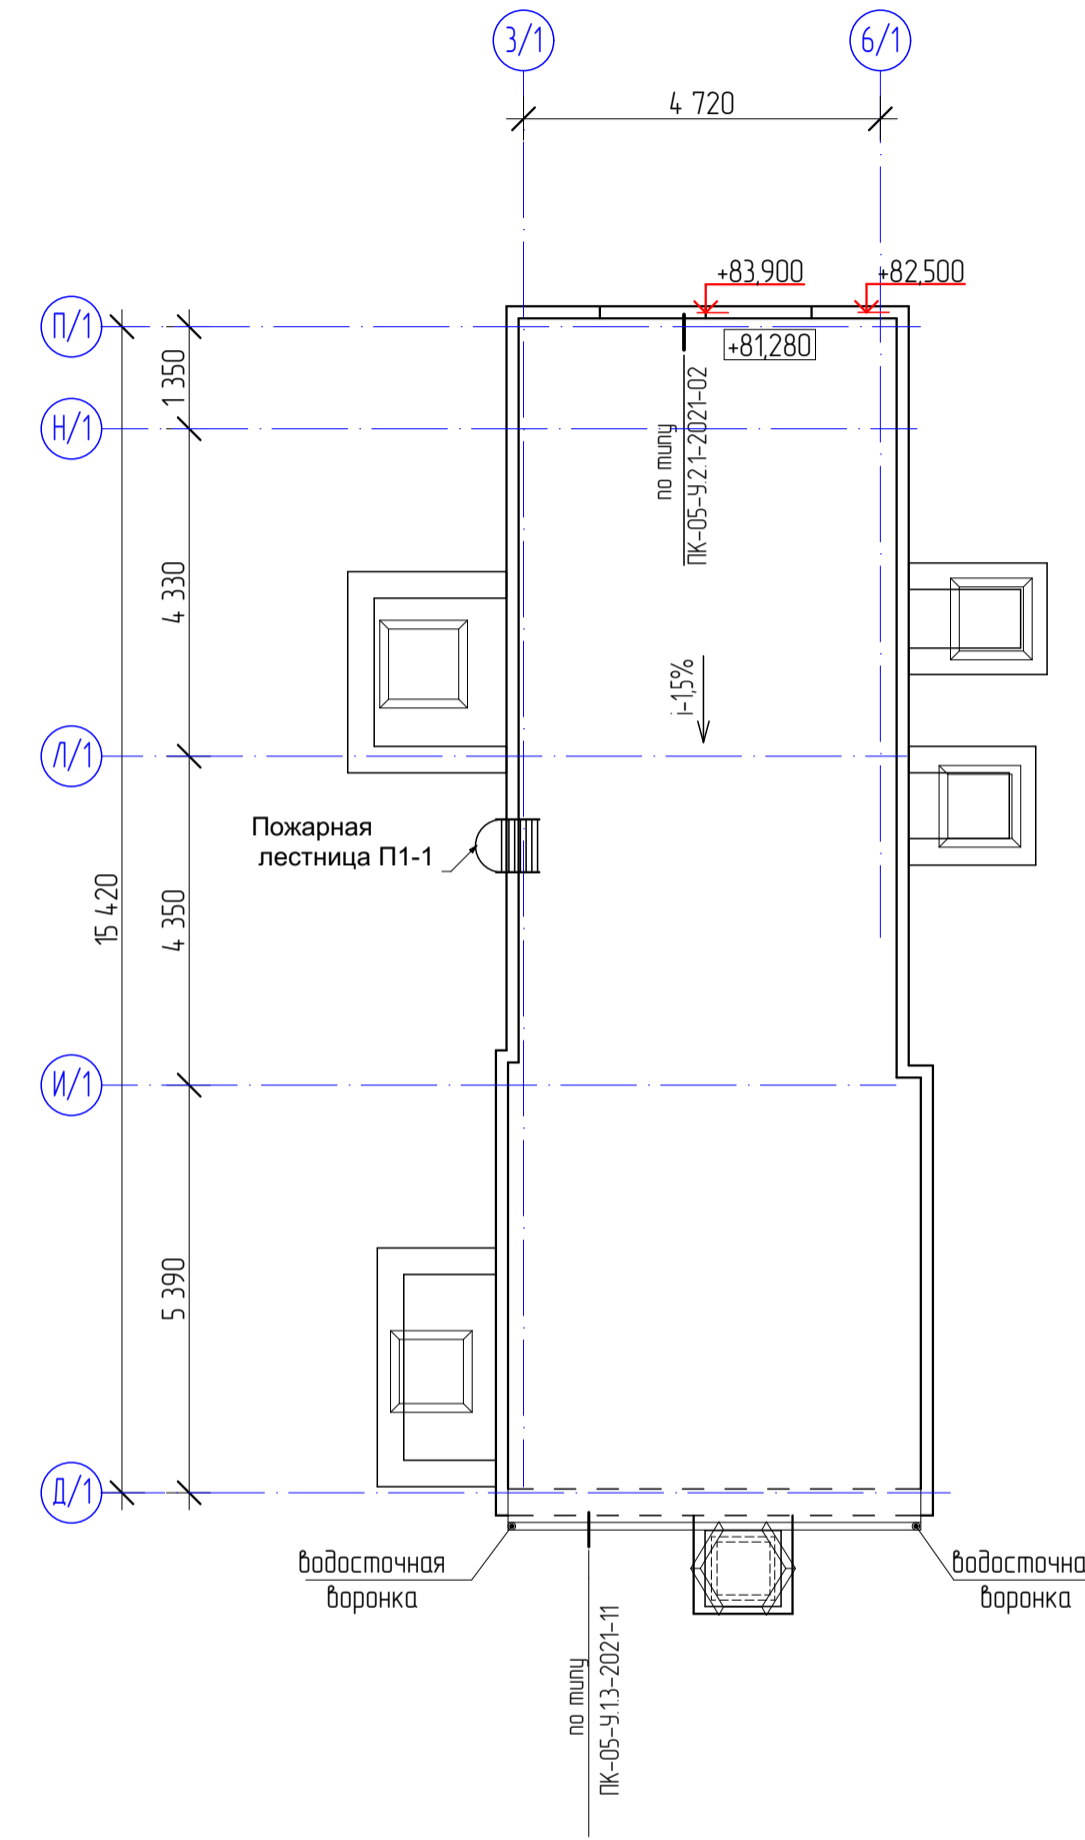 3/1
6/1
4 720
+83,900
+82,500
П/1
+81,280
1 350
Н/1
по типу
ПК-05-У.2.1-2021-02
4 330
i-1,5%
Л/1
Пожарная
лестница П1-1
15 420
4 350
И/1
5 390
Д/1
водосточная
воронка
водосточна
воронка
по типу
ПК-05-У.1.3-2021-11